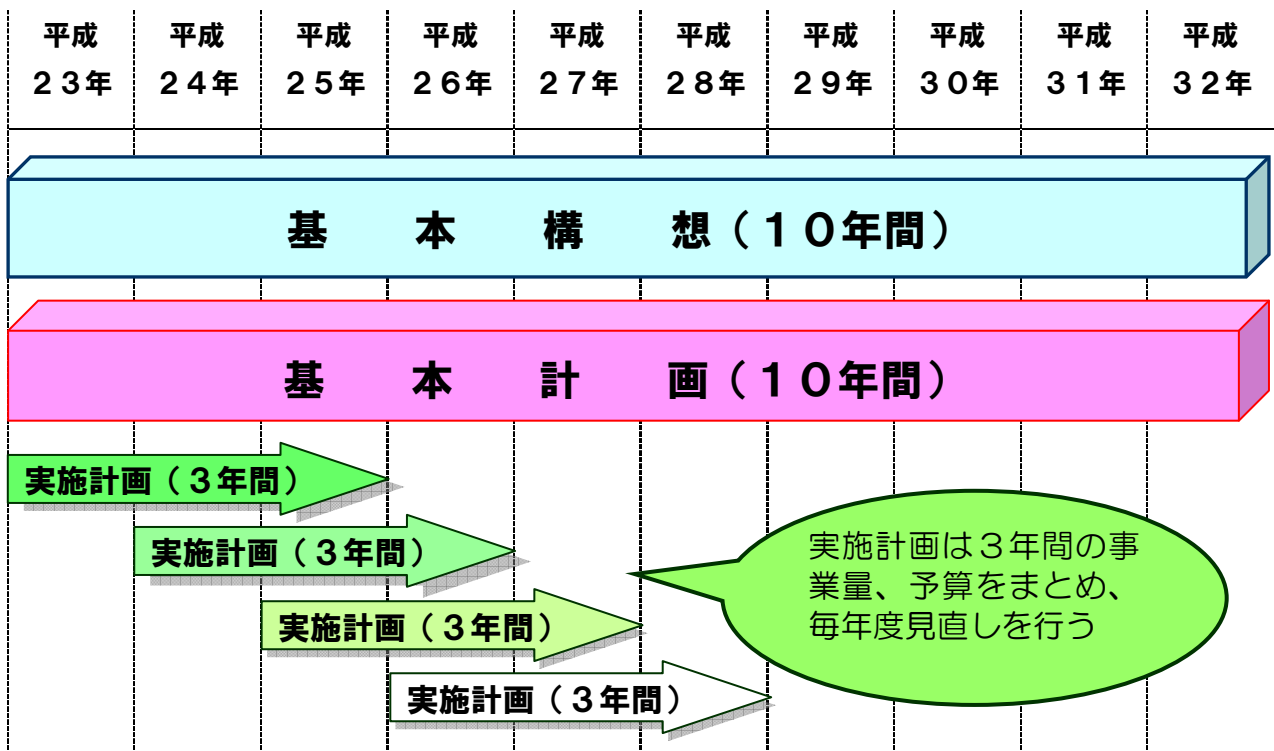 平成 平成 平成 平成 平成 平成 平成 平成 平成 平成
23年 24年 25年 26年 27年 28年 29年 30年 31年 32年
基本構想(10年間)
基本計画(10年間)
実施計画(3年間)
実施計画(3年間)
実施計画(3年間)
実施計画(3年間)
実施計画は3年間の事
業量、予算をまとめ、
毎年度見直しを行う